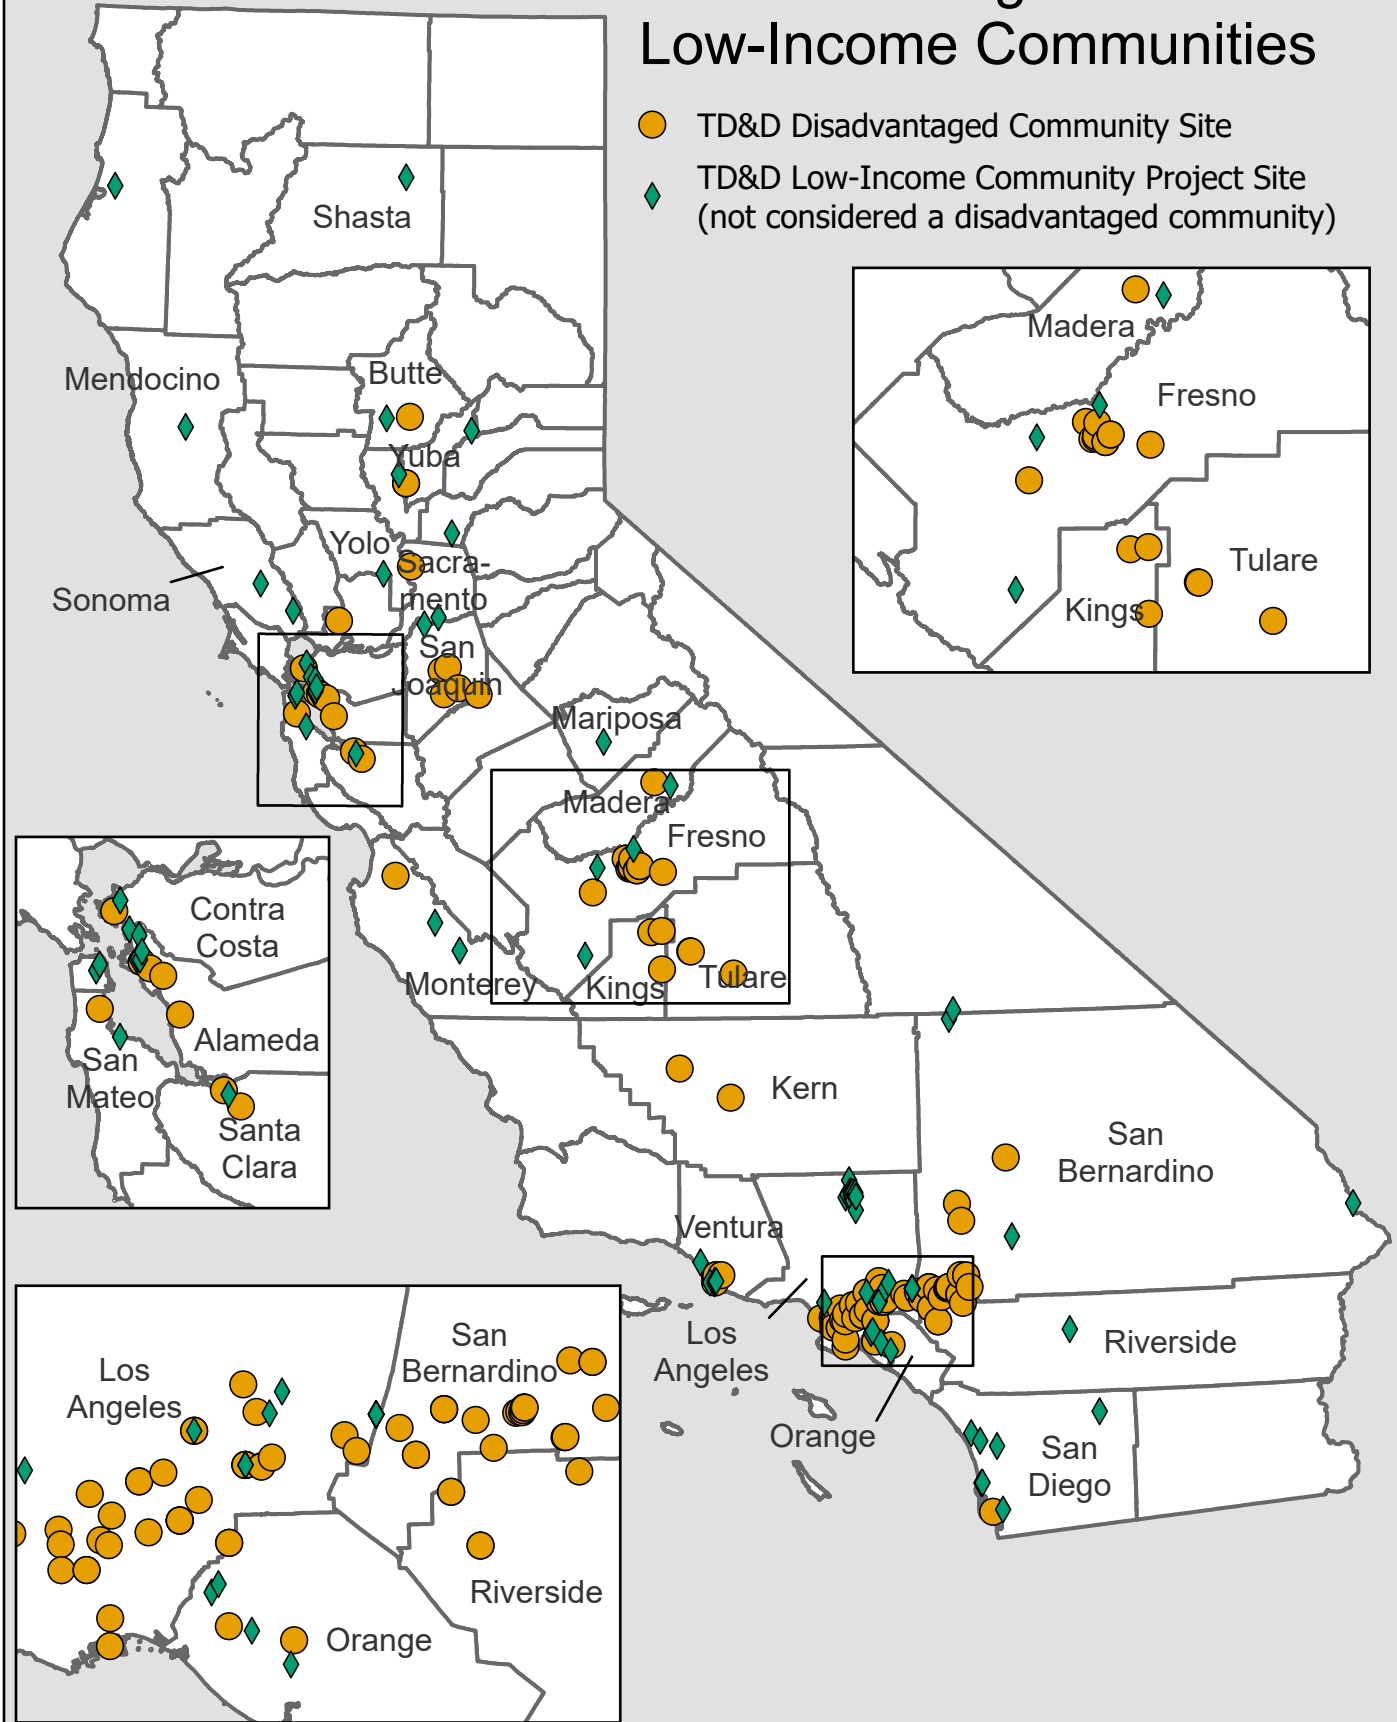 Low-Income Communities
TD&D Disadvantaged Community Site
TD&D Low-Income Community Project Site
(not considered a disadvantaged community)
Shasta
Mendocino
Butte
Yuba
Yolo
Sacra-
mento
Sonoma
San
Joaquin
Mariposa
Madera
Fresno
Monterey
Kings
Tulare
Kern
San
Bernardino
Ventura
Los
Angeles
Riverside
Orange
San
Diego
Madera
Fresno
Tulare
Kings
Contra
Costa
Alameda
San
Mateo
Santa
Clara
San
Bernardino
Los
Angeles
Riverside
Orange